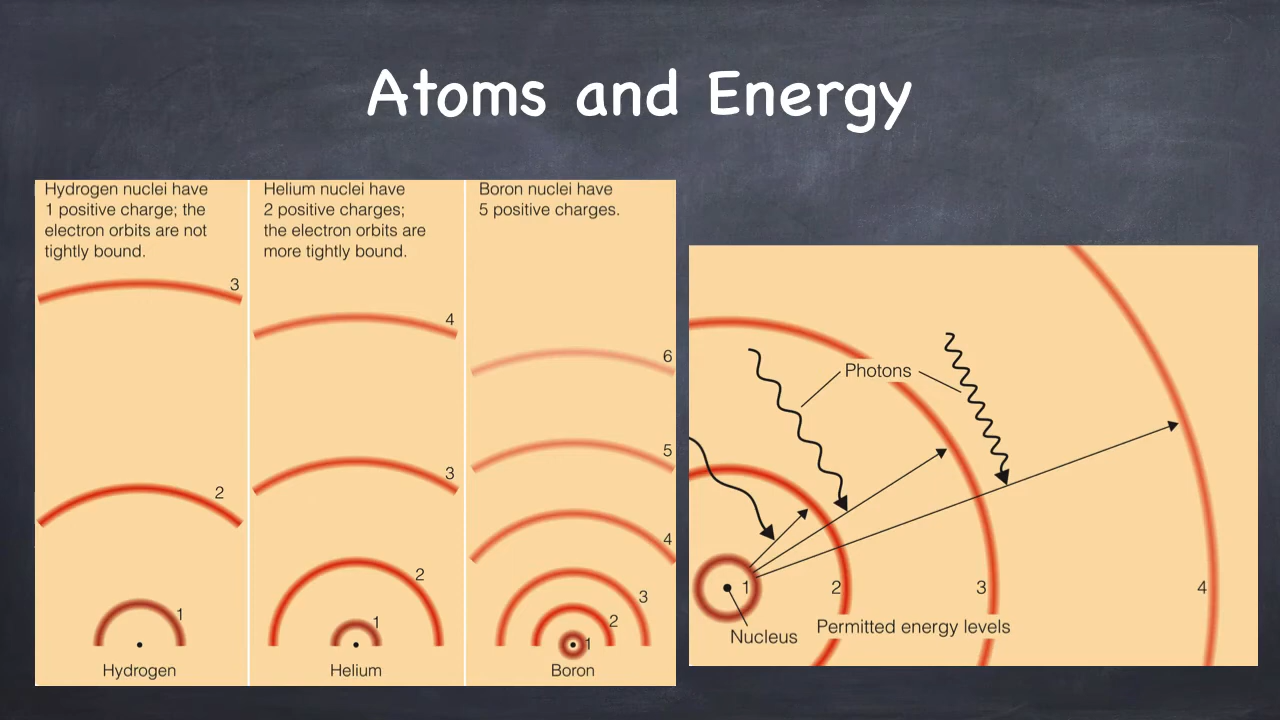 Atoms and Energy
Hydrogen nuclei have
1 positive charge; the
electron orbits are not
tightly bound.
3
2
1
Hydrogen
Helium nuclei have
2 positive charges;
the electron orbits are
more tightly bound.
4
3
2
1
Helium
Boron nuclei have
5 positive charges.
6
5
4
3
2
1
Boron
Photons
1
2
3
4
Nucleus
Permitted energy levels